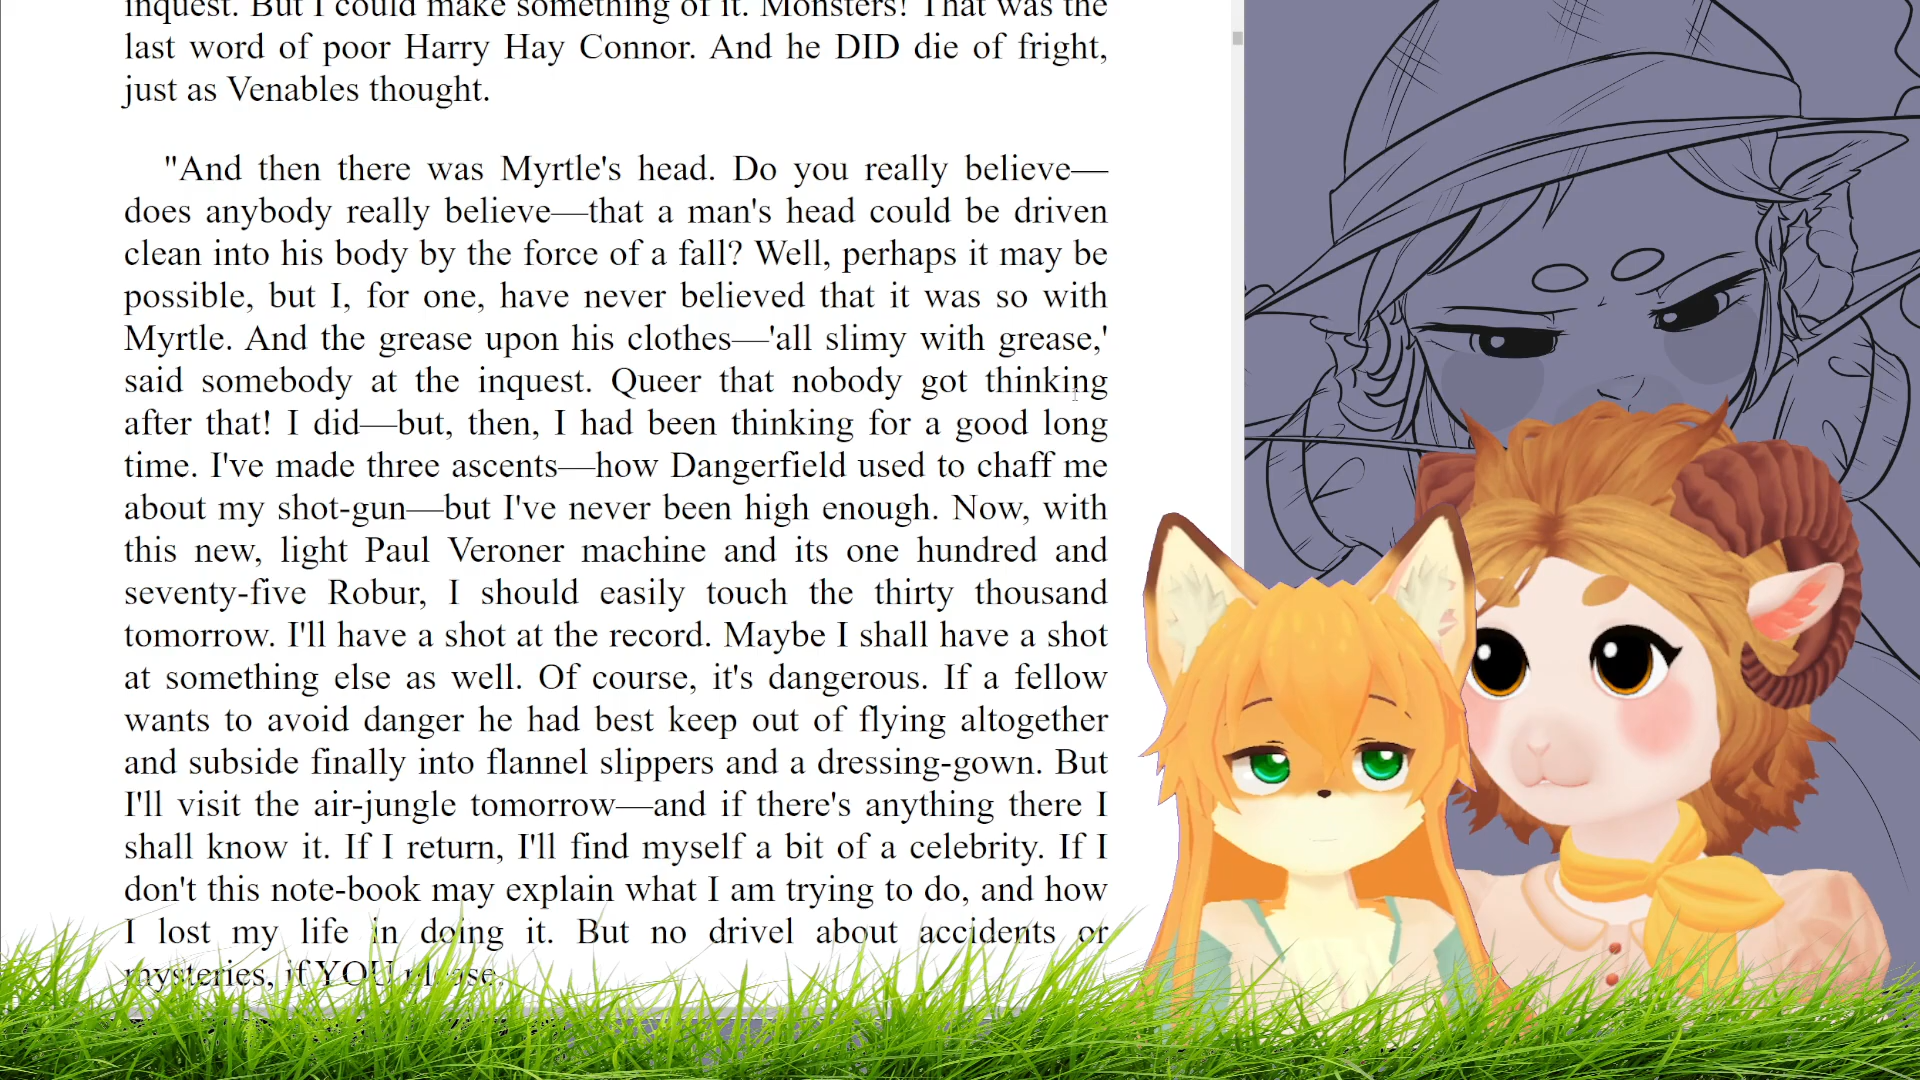 inquest. But I could make something of it. Monsters! That was the
last word of poor Harry Hay Connor. And he DID die of fright,
just as Venables thought.
"And then there was Myrtle's head. Do you really believe—
does anybody really believe—that a man's head could be driven
clean into his body by the force of a fall? Well, perhaps it may be
possible, but I, for one, have never believed that it was so with
Myrtle. And the grease upon his clothes—'all slimy with grease,'
said somebody at the inquest. Queer that nobody got thinking
after that! I did—but, then, I had been thinking for a good long
time. I've made three ascents—how Dangerfield used to chaff me
about my shot-gun—but I've never been high enough. Now, with
this new, light Paul Veroner machine and its one hundred and
seventy-five Robur, I should easily touch the thirty thousand
tomorrow. I'll have a shot at the record. Maybe I shall have a shot
at something else as well. Of course, it's dangerous. If a fellow
wants to avoid danger he had best keep out of flying altogether
and subside finally into flannel slippers and a dressing-gown. But
I'll visit the air-jungle tomorrow—and if there's anything there I
shall know it. If I return, I'll find myself a bit of a celebrity. If I
don't this note-book may explain what I am trying to do, and how
I lost my life in doing it. But no drivel about accidents or
mysteries, if YOU please.